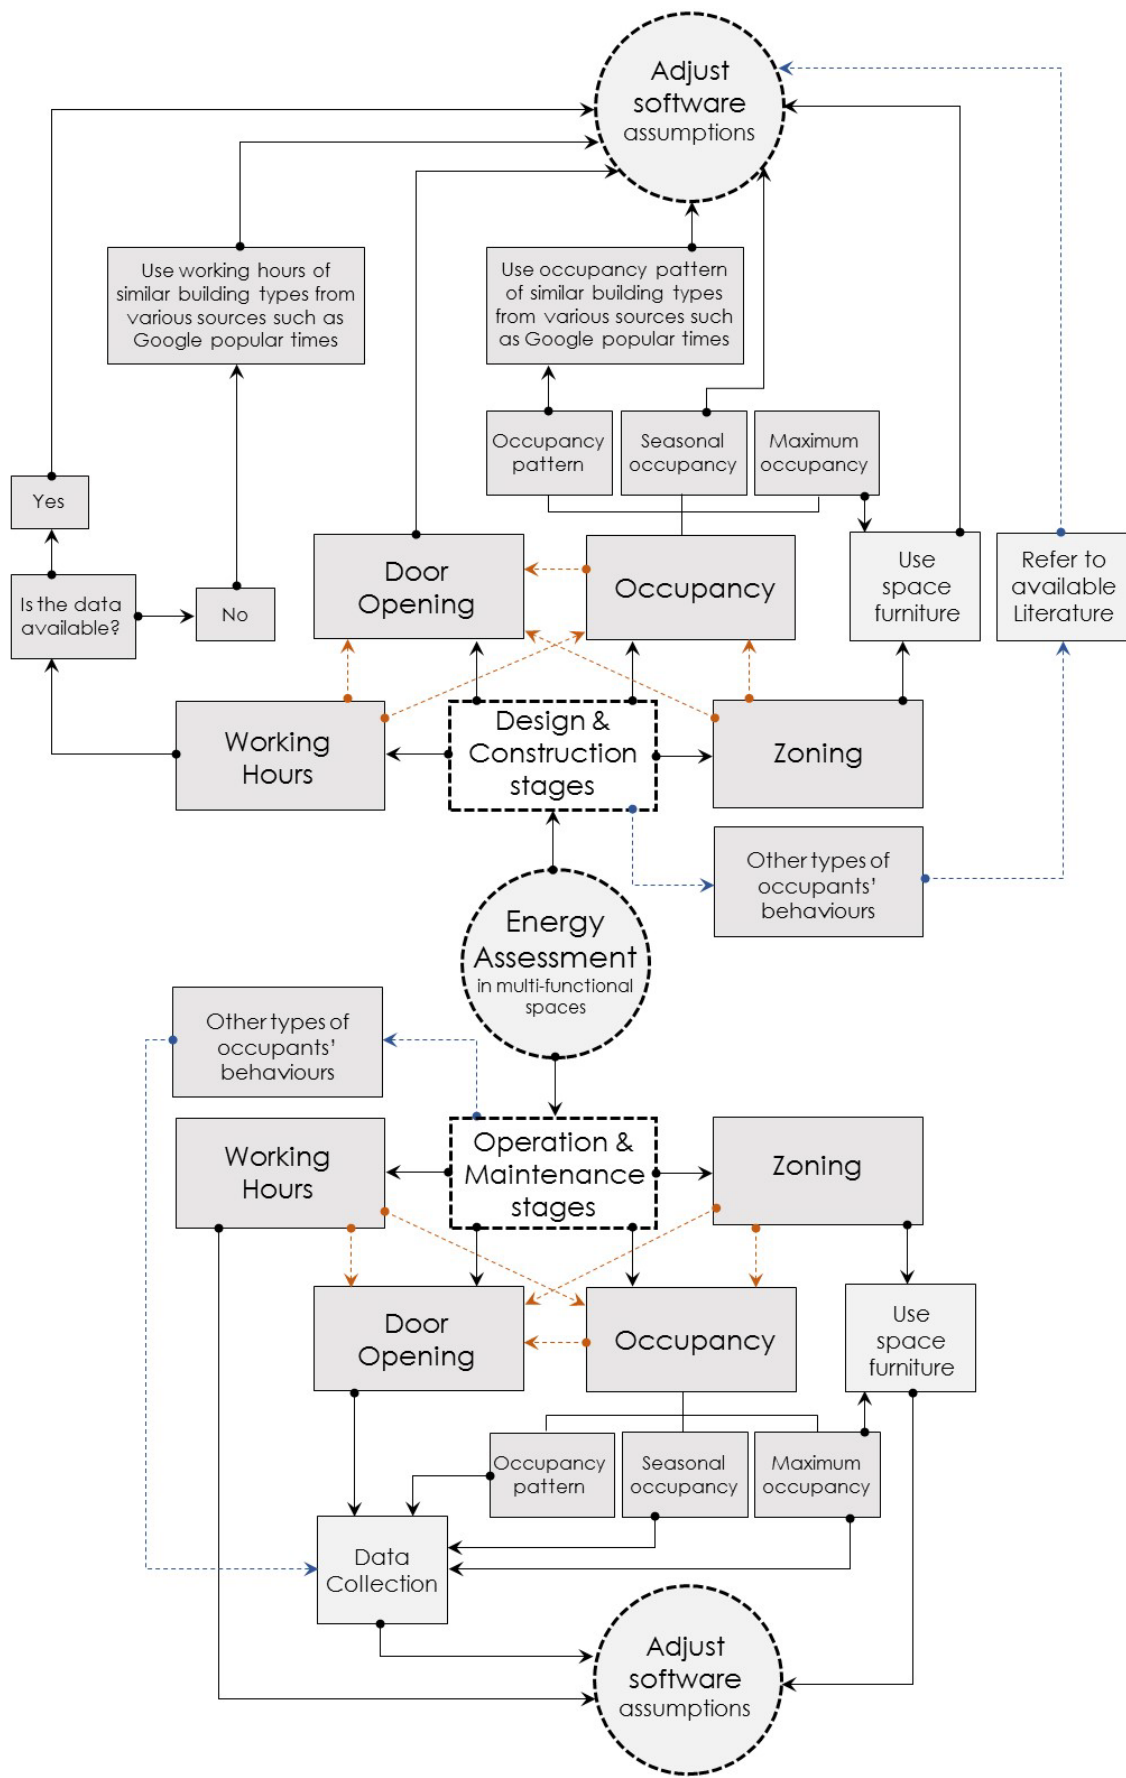 Adjust
software
assumptions
Use working hours of
similar building types from
various sources such as
Google popular times
Use occupancy pattern
of similar building types
from various sources such
as Google popular times
Occupancy
pattern
Seasonal
occupancy
Maximum
occupancy
Yes
Is the data
available?
No
Door
Opening
Occupancy
Use
space
furniture
Refer to
available
Literature
Working
Hours
Design &
Construction
stages
Zoning
Other types of
occupants'
behaviours
Energy
Assessment
in multi-functional
spaces
Other types of
occupants'
behaviours
Working
Hours
Operation &
Maintenance
stages
Zoning
Door
Opening
Occupancy
Use
space
furniture
Occupancy
pattern
Seasonal
occupancy
Maximum
occupancy
Data
Collection
Adjust
software
assumptions